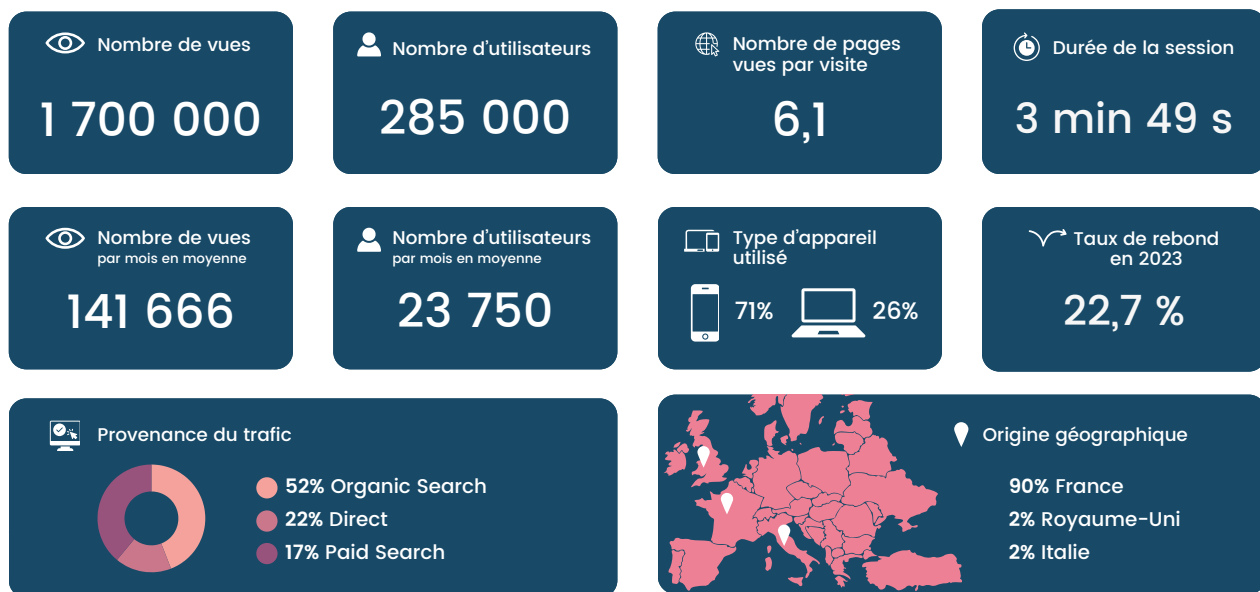 Nombre de vues
1 700 000
Nombre d'utilisateurs
285 000
Nombre de pages
vues par visite
6,1
Durée de la session
3 min 49 s
Nombre de vues
par mois en moyenne
141 666
Nombre d'utilisateurs
par mois en moyenne
23 750
Type d'appareil
utilisé
71%
26%
Taux de rebond
en 2023
22,7 %
Provenance du trafic
52% Organic Search
22% Direct
17% Paid Search
Origine géographique
90% France
2% Royaume-Uni
2% Italie